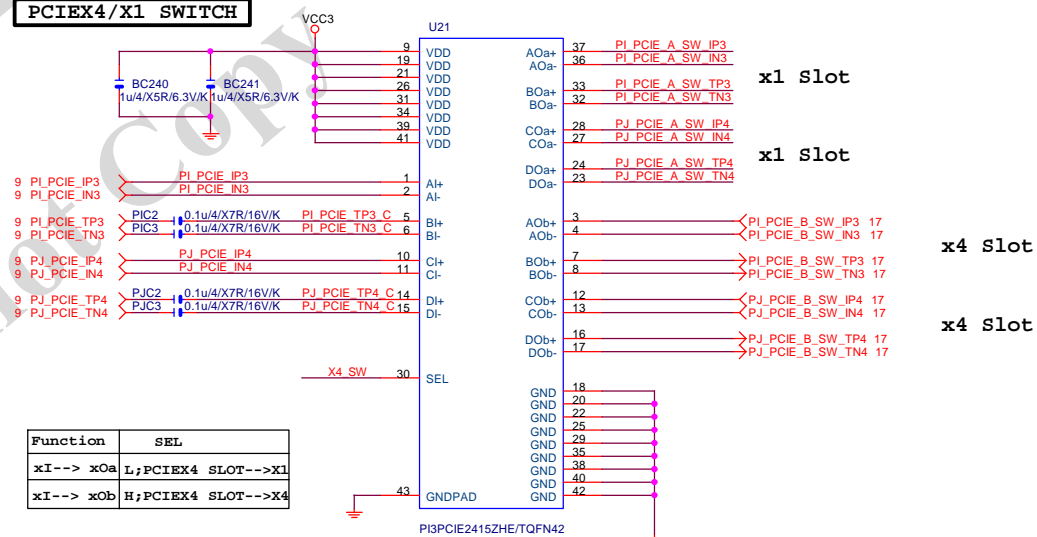 PCIEX4/X1 SWITCH
VCC3
U21
BC240
1u/4/X5R/6.3V/K
BC241
1u/4/X5R/6.3V/K
9 VDD
19 VDD
21 VDD
26 VDD
31 VDD
34 VDD
39 VDD
41 VDD
9 PI_PCIE_IP3 PI_PCIE_IP3 1 AI+
9 PI_PCIE_IN3 PI_PCIE_IN3 2 AI-
9 PI_PCIE_TP3 PIC2 0.1u/4/X7R/16V/K PI_PCIE_TP3_C 5 BI+
9 PI_PCIE_TN3 PIC3 0.1u/4/X7R/16V/K PI_PCIE_TN3_C 6 BI-
9 PJ_PCIE_IP4 PJ_PCIE_IP4 10 CI+
9 PJ_PCIE_IN4 PJ_PCIE_IN4 11 CI-
9 PJ_PCIE_TP4 PJC2 0.1u/4/X7R/16V/K PJ_PCIE_TP4_C 14 DI+
9 PJ_PCIE_TN4 PJC3 0.1u/4/X7R/16V/K PJ_PCIE_TN4_C 15 DI-
X4_SW 30 SEL
43 GNDPAD
AOa+ 37 PI_PCIE_A_SW_IP3
AOa- 36 PI_PCIE_A_SW_IN3
x1 Slot
BOa+ 33 PI_PCIE_A_SW_TP3
BOa- 32 PI_PCIE_A_SW_TN3
COa+ 28 PJ_PCIE_A_SW_IP4
COa- 27 PJ_PCIE_A_SW_IN4
x1 Slot
DOa+ 24 PJ_PCIE_A_SW_TP4
DOa- 23 PJ_PCIE_A_SW_TN4
AOb+ 3 PI_PCIE_B_SW_IP3 17
AOb- 4 PI_PCIE_B_SW_IN3 17
x4 Slot
BOb+ 7 PI_PCIE_B_SW_TP3 17
BOb- 8 PI_PCIE_B_SW_TN3 17
COb+ 12 PJ_PCIE_B_SW_IP4 17
COb- 13 PJ_PCIE_B_SW_IN4 17
x4 Slot
DOb+ 16 PJ_PCIE_B_SW_TP4 17
DOb- 17 PJ_PCIE_B_SW_TN4 17
GND 18
GND 20
GND 22
GND 25
GND 29
GND 35
GND 38
GND 40
GND 42
PI3PCIE2415ZHE/TQFN42
Function SEL
xI--> xOa L;PCIEX4 SLOT-->X1
xI--> xOb H;PCIEX4 SLOT-->X4
not Copy